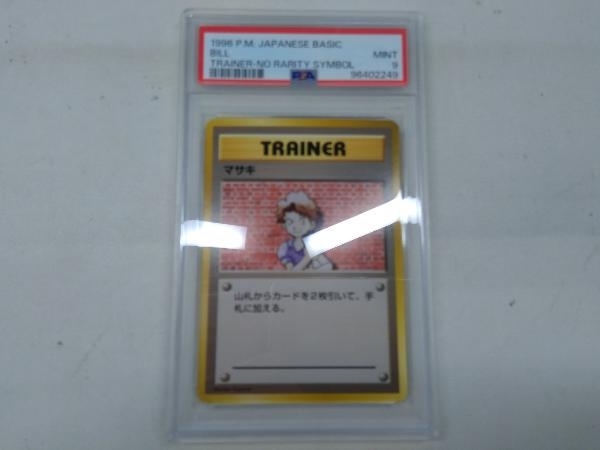 1996 P.M. JAPANESE BASIC
BILL MINT
TRAINER-NO RARITY SYMBOL 9
PSA 96402249
TRAINER
マサキ
山札からカードを2枚引いて、手
札に加える。